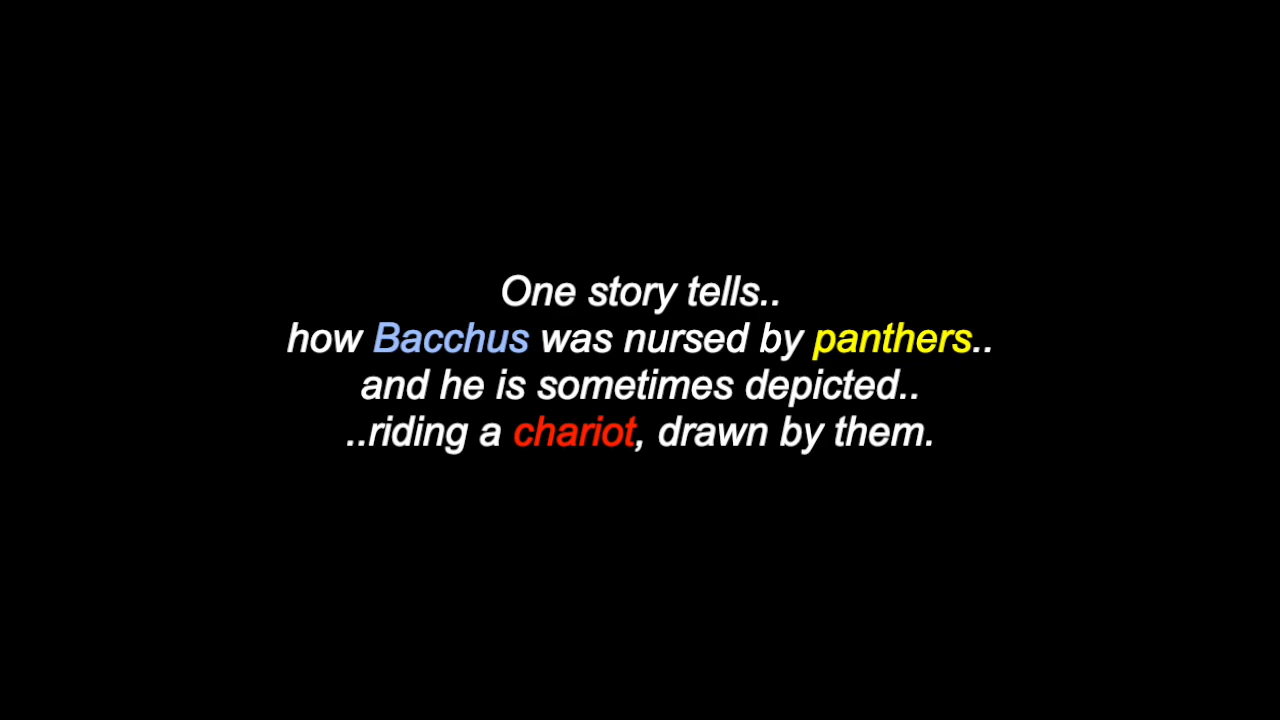 One story tells..
how Bacchus was nursed by panthers..
and he is sometimes depicted..
..riding a chariot, drawn by them.